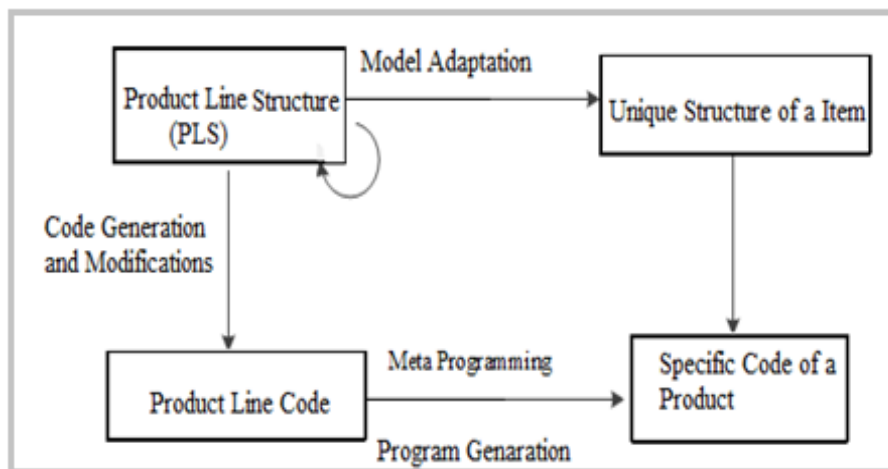 Model Adaptation
Product Line Structure
(PLS)
Unique Structure of a Item
Code Generation
and Modifications
Product Line Code
Meta Programming
Program Genaration
Specific Code of a
Product